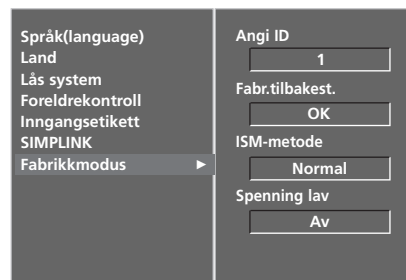 Språk(language)
Land
Lås system
Foreldrekontroll
Inngangsetikett
SIMPLINK
Fabrikkmodus ►
Angi ID
1
Fabr.tilbakest.
OK
ISM-metode
Normal
Spenning lav
Av